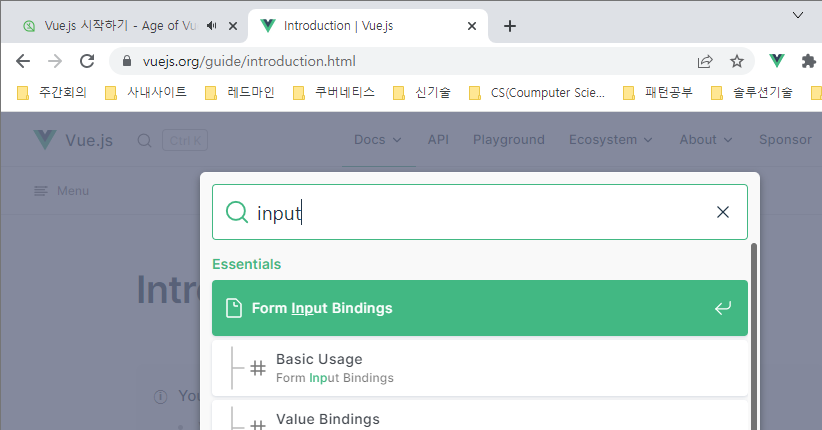 Vue.js 시작하기 - Age of Vu
Introduction | Vue.js
vuejs.org/guide/introduction.html
주간회의 사내사이트 레드마인 쿠버네티스 신기술 CS(Coumputer Scie... 패턴공부 솔루션기술
Vue.js Ctrl K Docs API Playground Ecosystem About Sponsor
Menu
input
Essentials
Intro
Form Input Bindings
Basic Usage
Form Input Bindings
You
Value Bindings